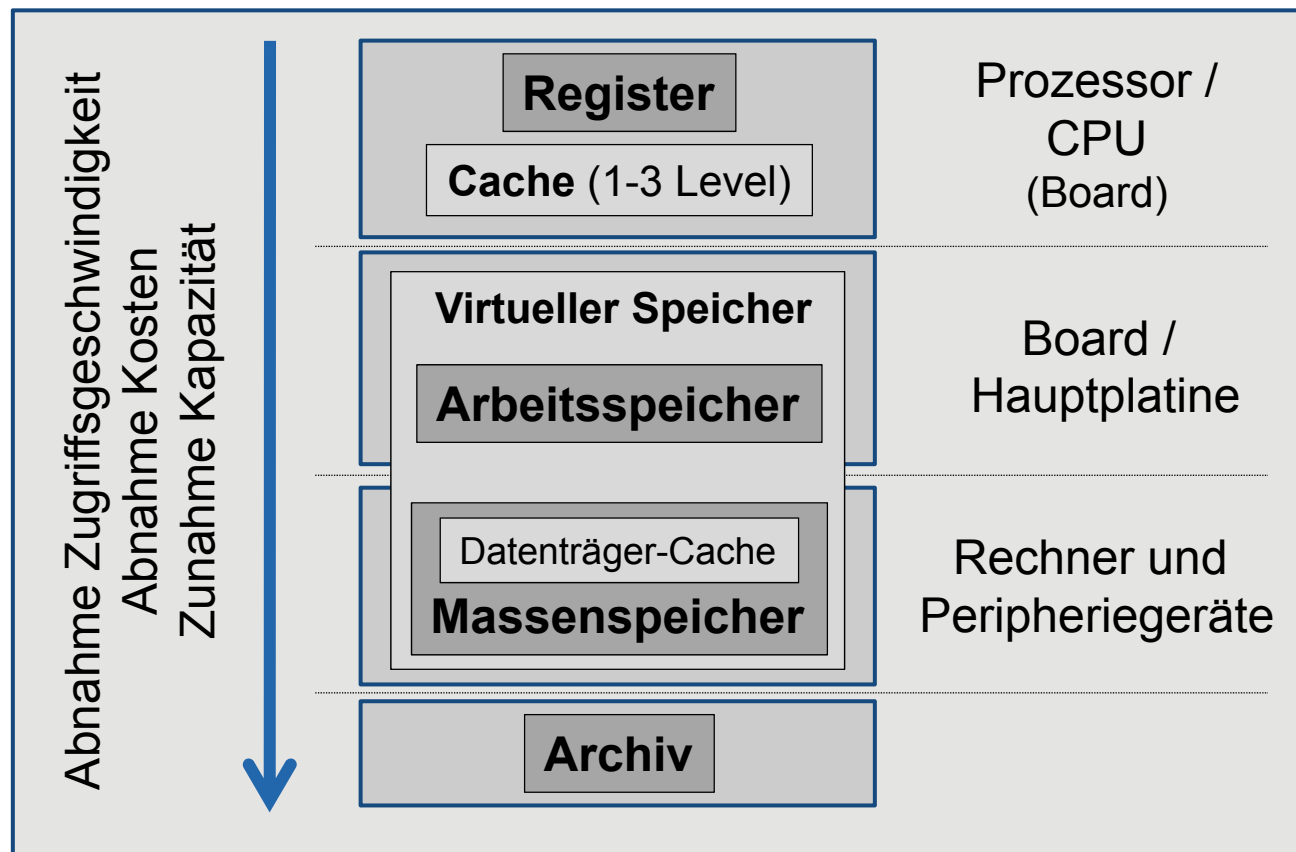 Abnahme Zugriffsgeschwindigkeit
Abnahme Kosten
Zunahme Kapazität
Register
Cache (1-3 Level)
Prozessor /
CPU
(Board)
Virtueller Speicher
Arbeitsspeicher
Board /
Hauptplatine
Datenträger-Cache
Massenspeicher
Rechner und
Peripheriegeräte
Archiv